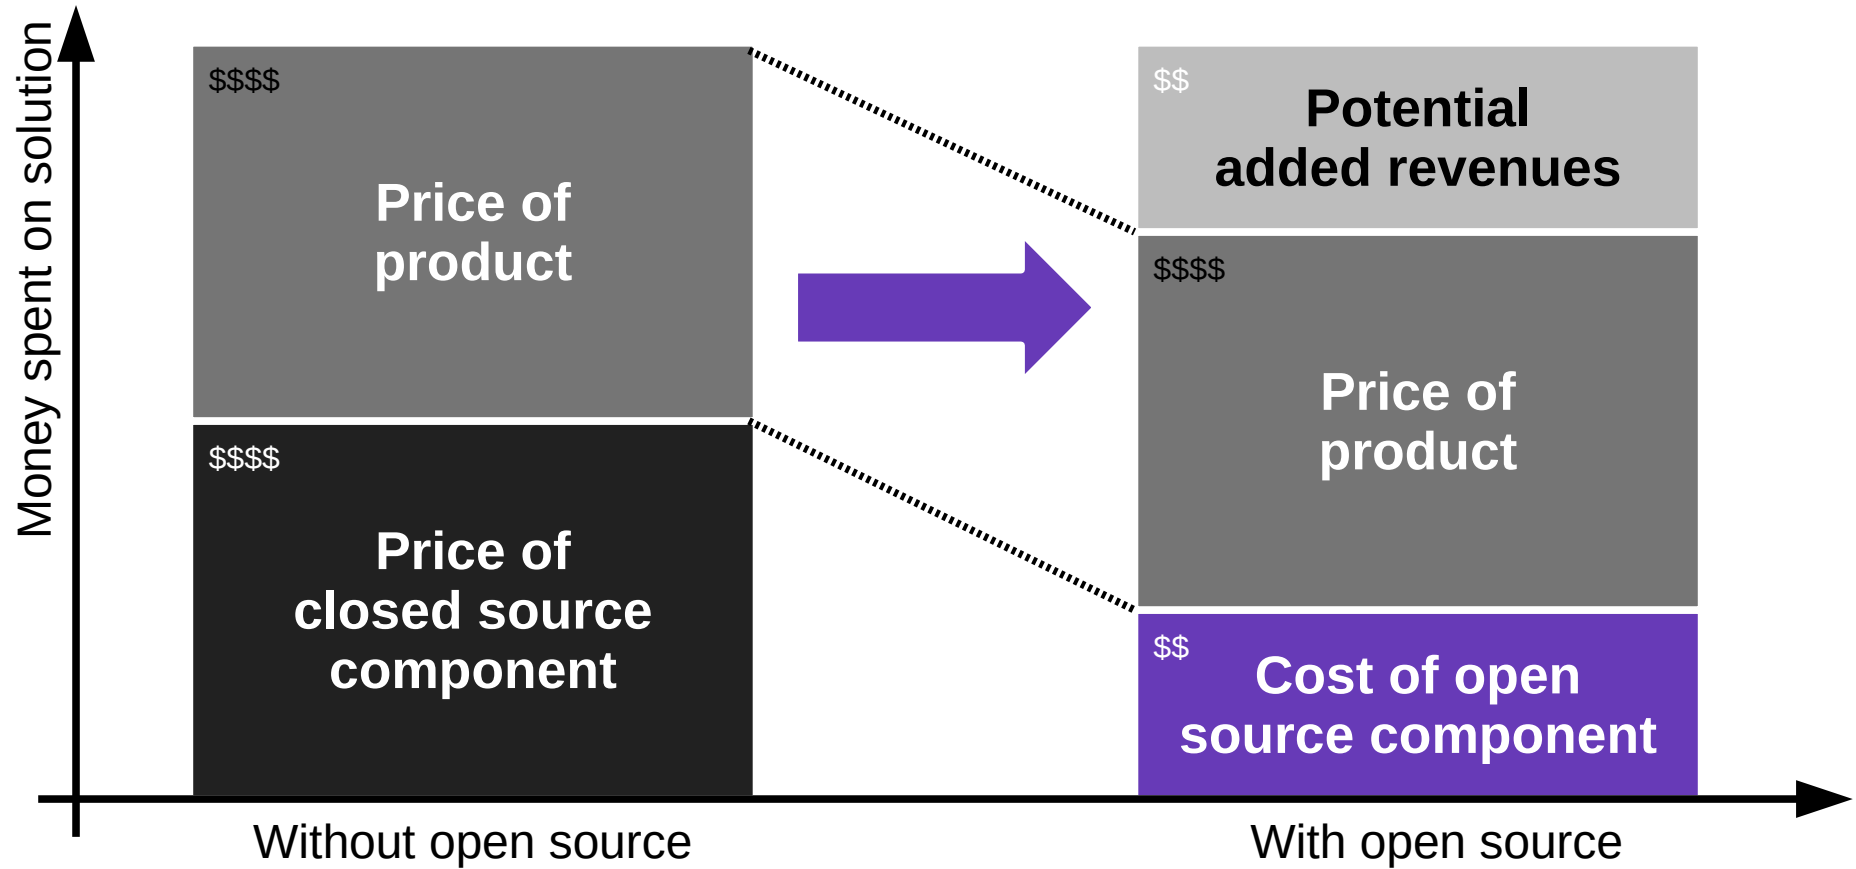 Money spent on solution
$$$$
Price of
product
$$$$
Price of
closed source
component
Without open source
$$
Potential
added revenues
$$$$
Price of
product
$$
Cost of open
source component
With open source